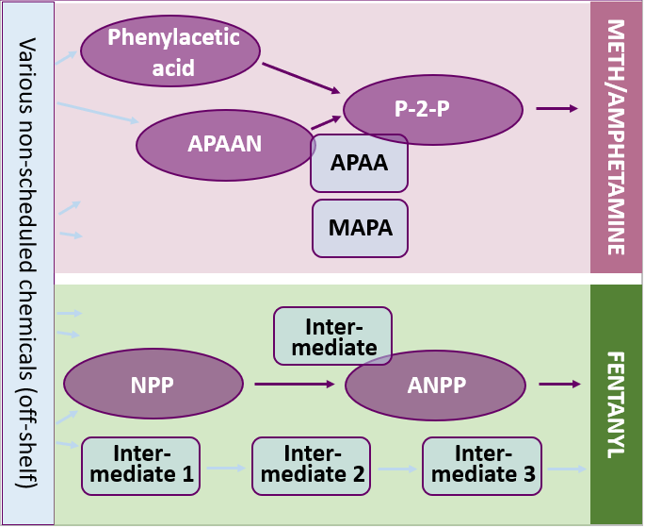 Various non-scheduled chemicals (off-shelf)
Phenylacetic
acid
APAAN
P-2-P
APAA
MAPA
METH/AMPHETAMINE
Inter-
mediate
NPP
ANPP
Inter-
mediate 1
Inter-
mediate 2
Inter-
mediate 3
FENTANYL